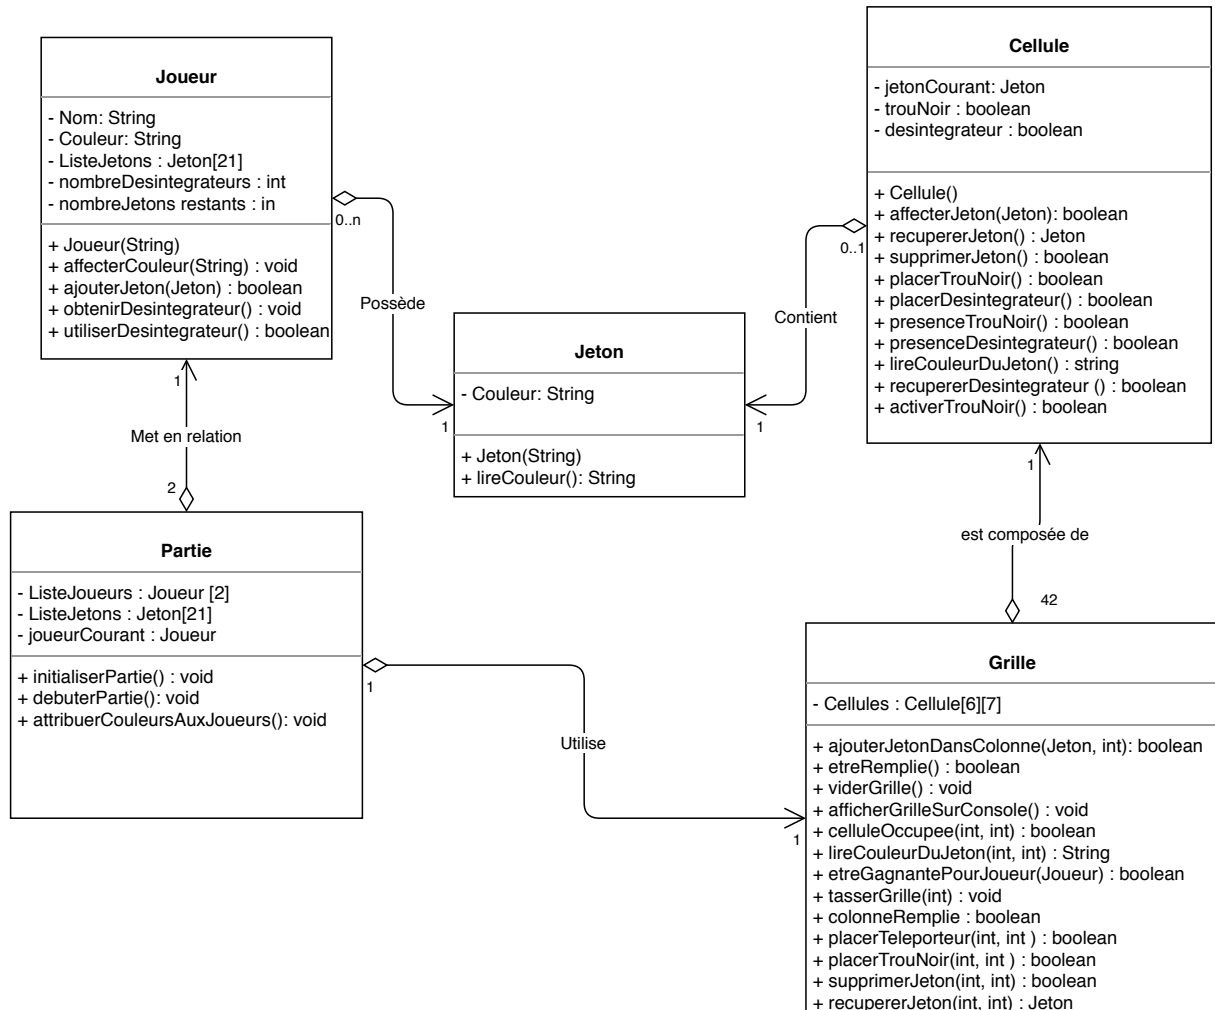 Joueur
- Nom: String
- Couleur: String
- ListeJetons : Jeton[21]
- nombreDesintegrateurs : int
- nombreJetons restants : in
+ Joueur(String)
+ affecterCouleur(String) : void
+ ajouterJeton(Jeton) : boolean
+ obtenirDesintegrateur() : void
+ utiliserDesintegrateur() : boolean
0..n
Possède
1
Cellule
- jetonCourant: Jeton
- trouNoir : boolean
- desintegrateur : boolean
+ Cellule()
+ affecterJeton(Jeton): boolean
+ recupererJeton() : Jeton
+ supprimerJeton() : boolean
+ placerTrouNoir() : boolean
+ placerDesintegrateur() : boolean
+ presenceTrouNoir() : boolean
+ presenceDesintegrateur() : boolean
+ lireCouleurDuJeton() : string
+ recupererDesintegrateur () : boolean
+ activerTrouNoir() : boolean
0..1
Contient
1
Jeton
- Couleur: String
+ Jeton(String)
+ lireCouleur(): String
1
Met en relation
2
Partie
- ListeJoueurs : Joueur [2]
- ListeJetons : Jeton[21]
- joueurCourant : Joueur
+ initialiserPartie() : void
+ debuterPartie(): void
+ attribuerCouleursAuxJoueurs(): void
1
Utilise
1
1
est composée de
42
Grille
- Cellules : Cellule[6][7]
+ ajouterJetonDansColonne(Jeton, int): boolean
+ etreRemplie() : boolean
+ viderGrille() : void
+ afficherGrilleSurConsole() : void
+ celluleOccupee(int, int) : boolean
+ lireCouleurDuJeton(int, int) : String
+ etreGagnantePourJoueur(Joueur) : boolean
+ tasserGrille(int) : void
+ colonneRemplie : boolean
+ placerTeleporteur(int, int ) : boolean
+ placerTrouNoir(int, int ) : boolean
+ supprimerJeton(int, int) : boolean
+ recupererJeton(int, int) : Jeton